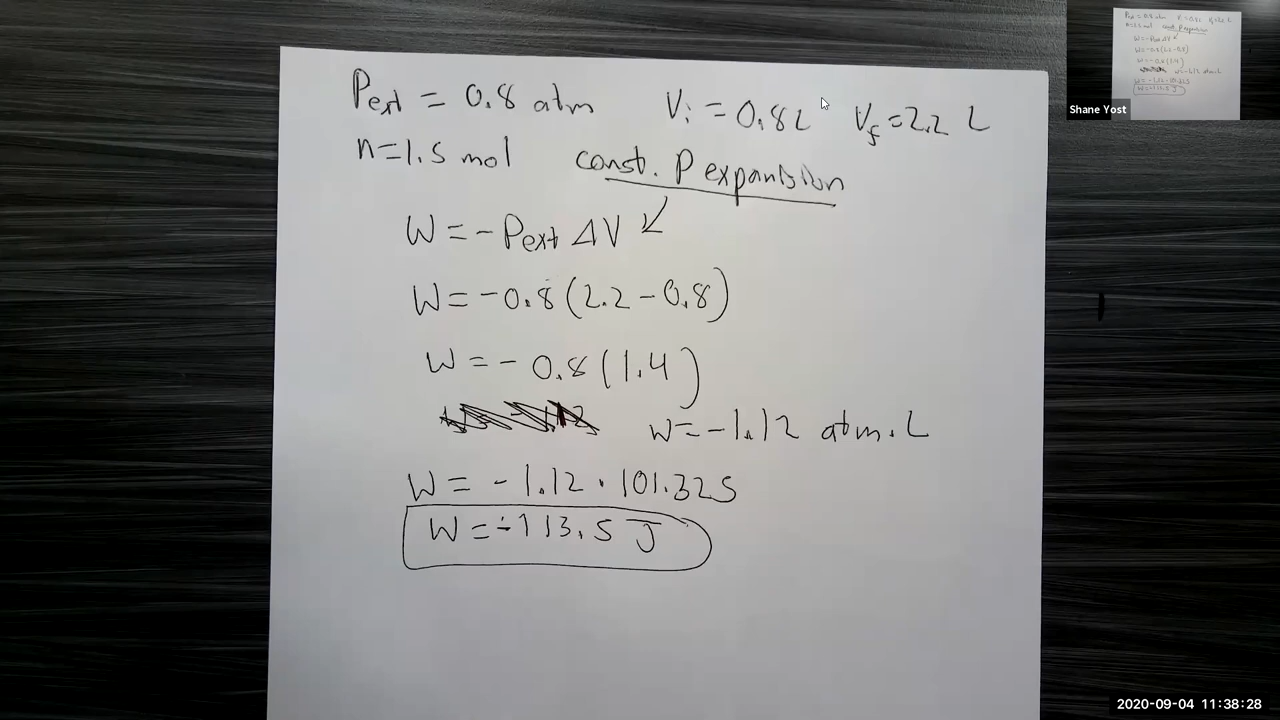 Pext = 0.8 atm Vi = 0.8L Vf = 2.2 L
n=1.5 mol const. P expansion
W = -Pext ΔV
W = -0.8(2.2-0.8)
W = -0.8(1.4)
W = -1.12 atm.L
W = -1.12 · 101.325
W = -113.5 J
Shane Yost
2020-09-04 11:38:28